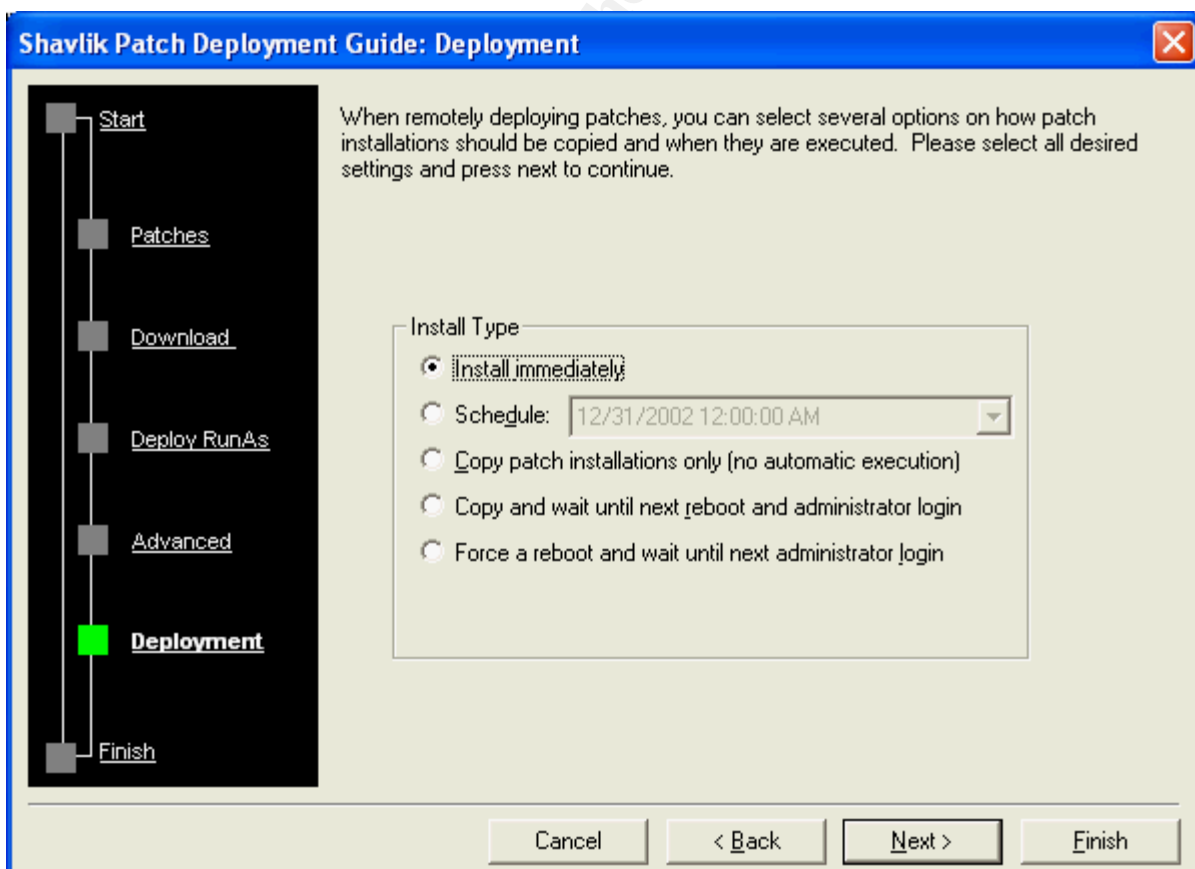 Shavlik Patch Deployment Guide: Deployment
Start
Patches
Download
Deploy RunAs
Advanced
Deployment
Finish
When remotely deploying patches, you can select several options on how patch
installations should be copied and when they are executed. Please select all desired
settings and press next to continue.
Install Type
Install immediately
Schedule: 12/31/2002 12:00:00 AM
Copy patch installations only (no automatic execution)
Copy and wait until next reboot and administrator login
Force a reboot and wait until next administrator login
Cancel
< Back
Next >
Finish